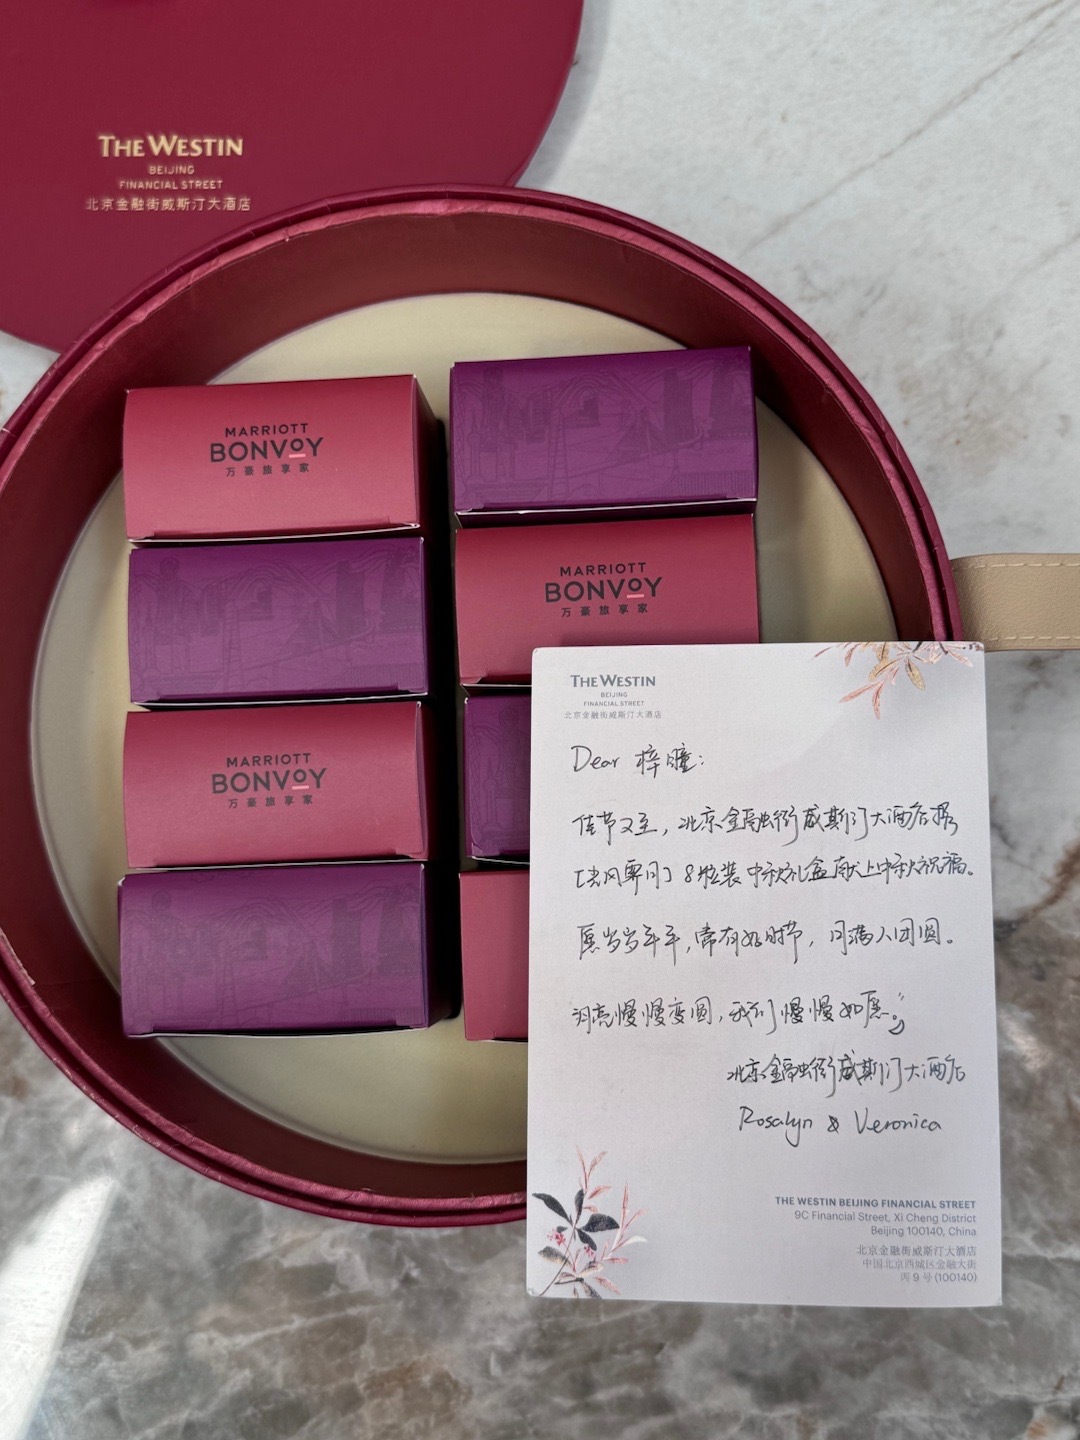 THE WESTIN
BEIJING
FINANCIAL STREET
北京金融街威斯汀大酒店
MARRIOTT
BONVOY
万豪旅享家
MARRIOTT
BONVOY
万豪旅享家
MARRIOTT
BONVOY
万豪旅享家
THE WESTIN
BEIJING
FINANCIAL STREET
北京金融街威斯汀大酒店
Dear 梓瞳:
佳节又至，北京金融街威斯汀大酒店携
【光风霁月】8粒装中秋礼盒献上中秋祝福。
愿岁岁年年，常有好时节，月满人团圆。
月亮慢慢变圆，我们慢慢如愿。
北京金融街威斯汀大酒店
Rosalyn & Veronica
THE WESTIN BEIJING FINANCIAL STREET
9C Financial Street, Xi Cheng District
Beijing 100140, China
北京金融街威斯汀大酒店
中国北京西城区金融大街
丙 9 号 (100140)